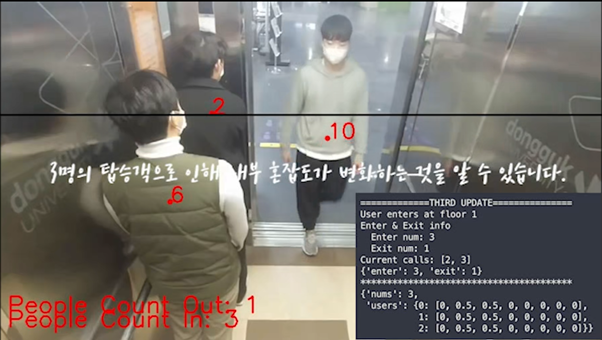 2
10
3명의 탑승객으로 인해 내부 혼잡도가 변화하는 것을 알 수 있습니다.
dongguk
UNIVERSITY
6
=============THIRD UPDATE===============
User enters at floor 1
Enter & Exit info
  Enter num: 3
  Exit num: 1
Current calls: [2, 3]
{'enter': 3, 'exit': 1}
****************************************
{'nums': 3,
 'users': {0: [0, 0.5, 0.5, 0, 0, 0, 0, 0],
           1: [0, 0.5, 0.5, 0, 0, 0, 0, 0],
           2: [0, 0.5, 0.5, 0, 0, 0, 0, 0]}}
People Count Out: 1
People Count In: 3